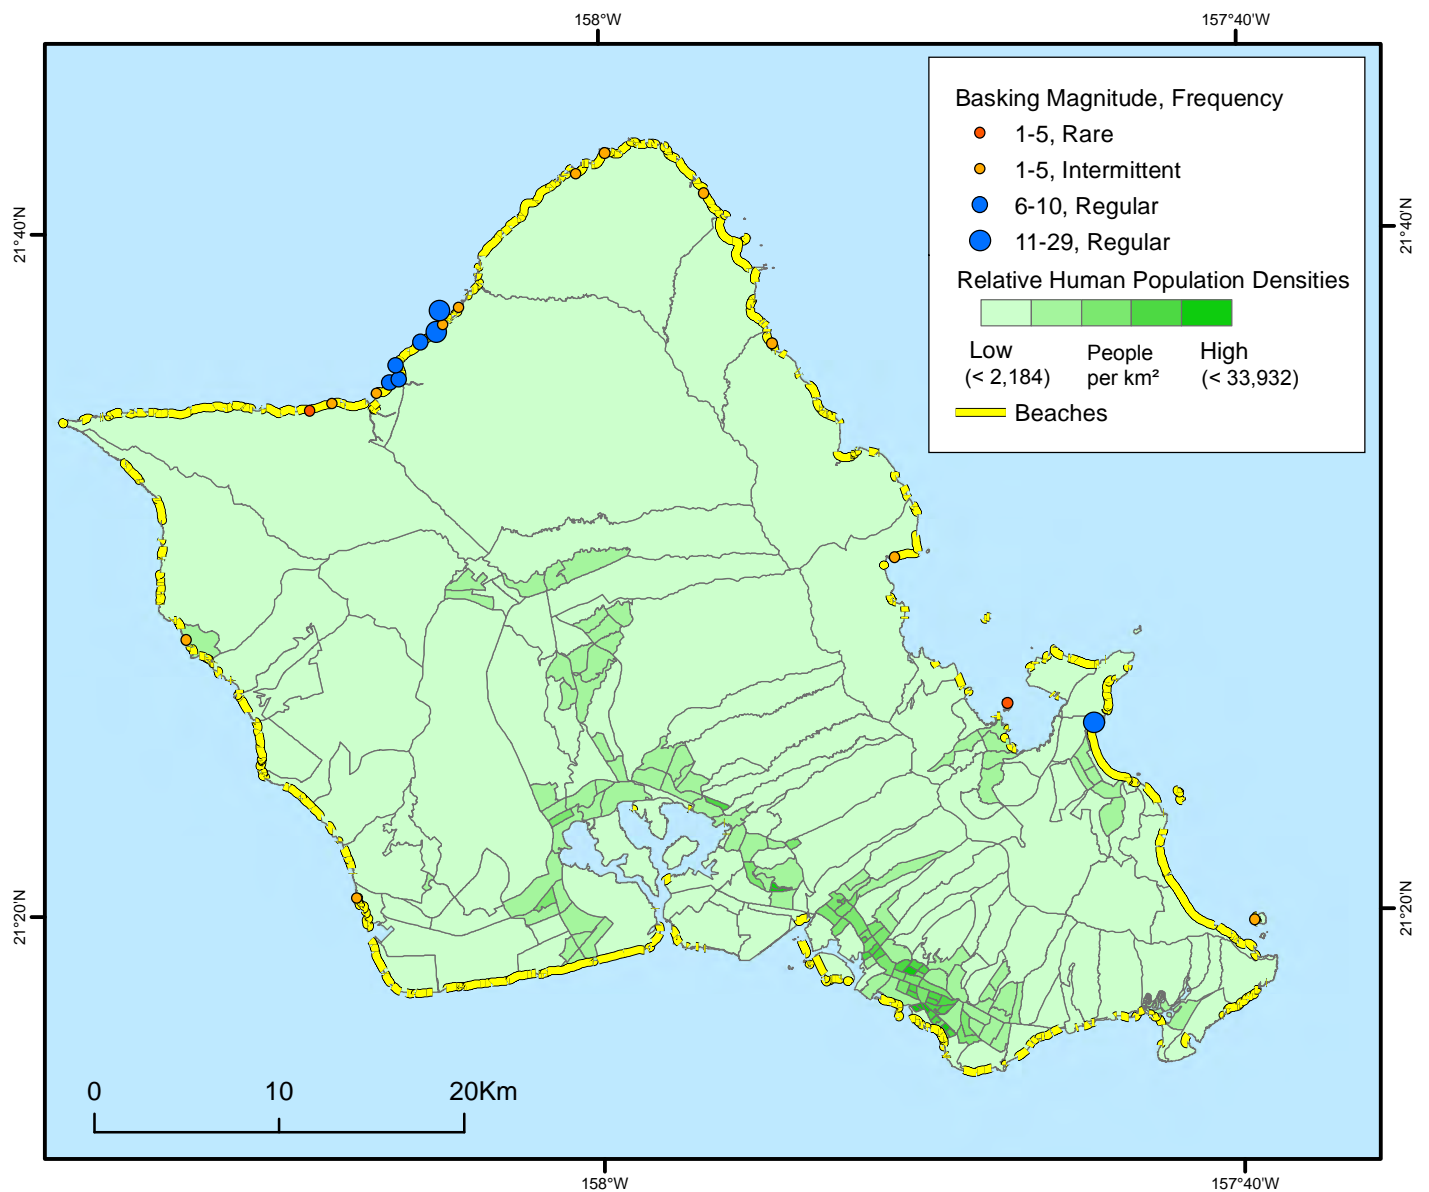 158°W
157°40'W
Basking Magnitude, Frequency
1-5, Rare
1-5, Intermittent
6-10, Regular
11-29, Regular
Relative Human Population Densities
Low
People
High
(< 2,184)
per km²
(< 33,932)
Beaches
21°40'N
21°40'N
21°20'N
21°20'N
0
10
20Km
158°W
157°40'W